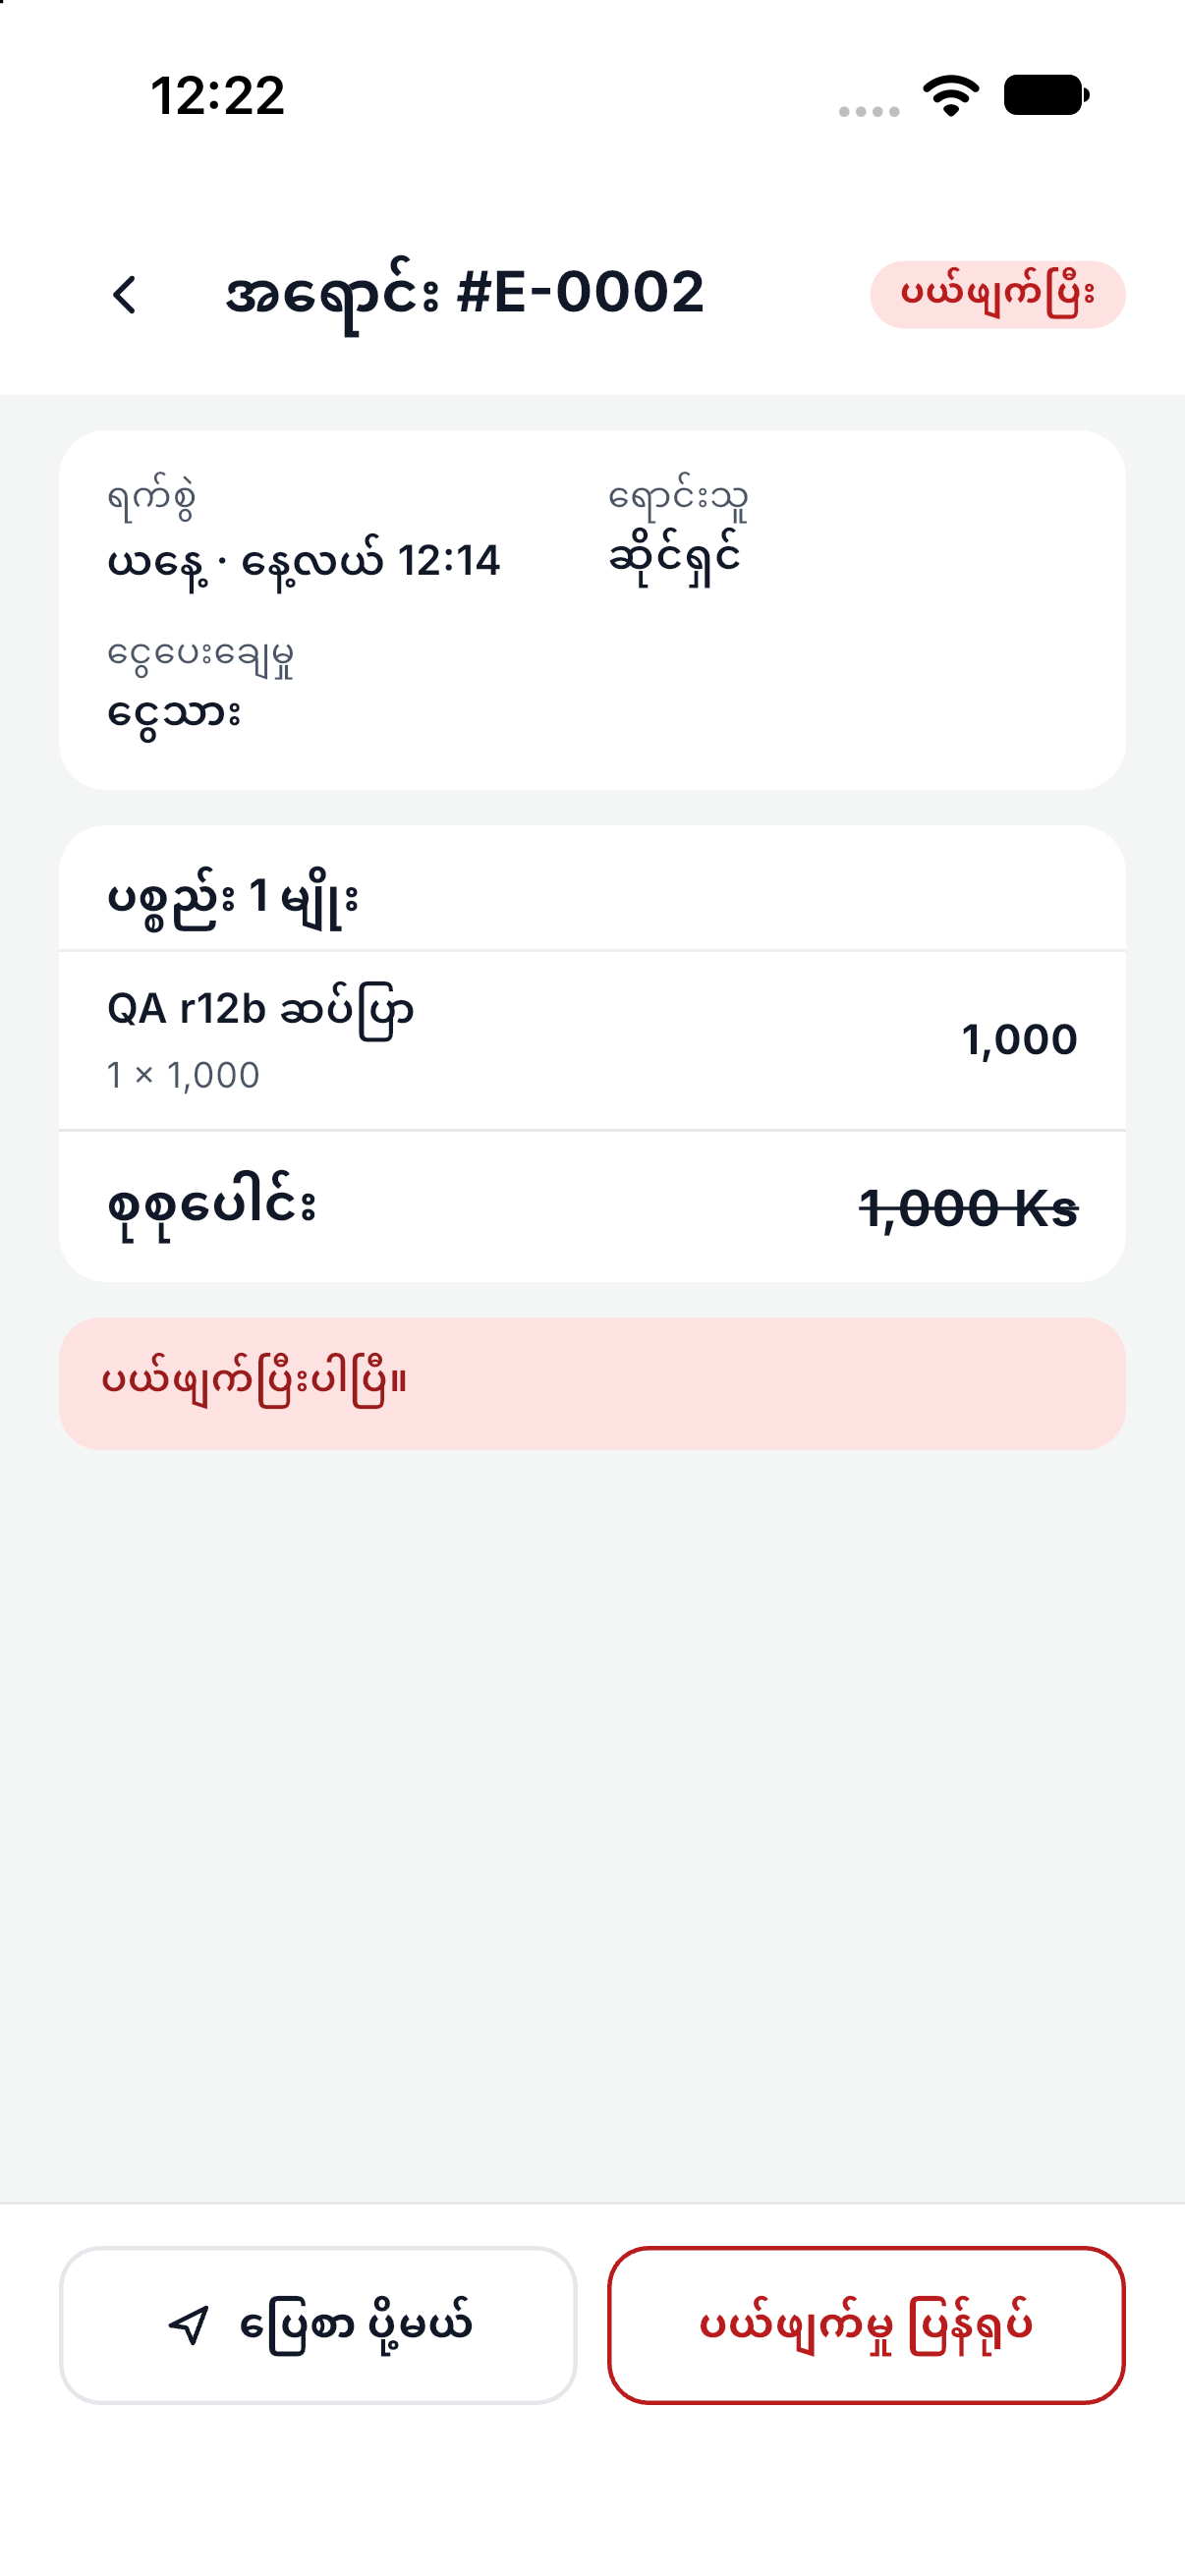 12:22
အရောင်း #E-0002
ပယ်ဖျက်ပြီး
ရက်စွဲ
ရောင်းသူ
ယနေ့ · နေ့လယ် 12:14
ဆိုင်ရှင်
ငွေပေးချေမှု
ငွေသား
ပစ္စည်း 1 မျိုး
QA r12b ဆပ်ပြာ
1 × 1,000
1,000
စုစုပေါင်း
1,000 Ks
ပယ်ဖျက်ပြီးပါပြီ။
ပြေစာ ပို့မယ်
ပယ်ဖျက်မှု ပြန်ရုပ်